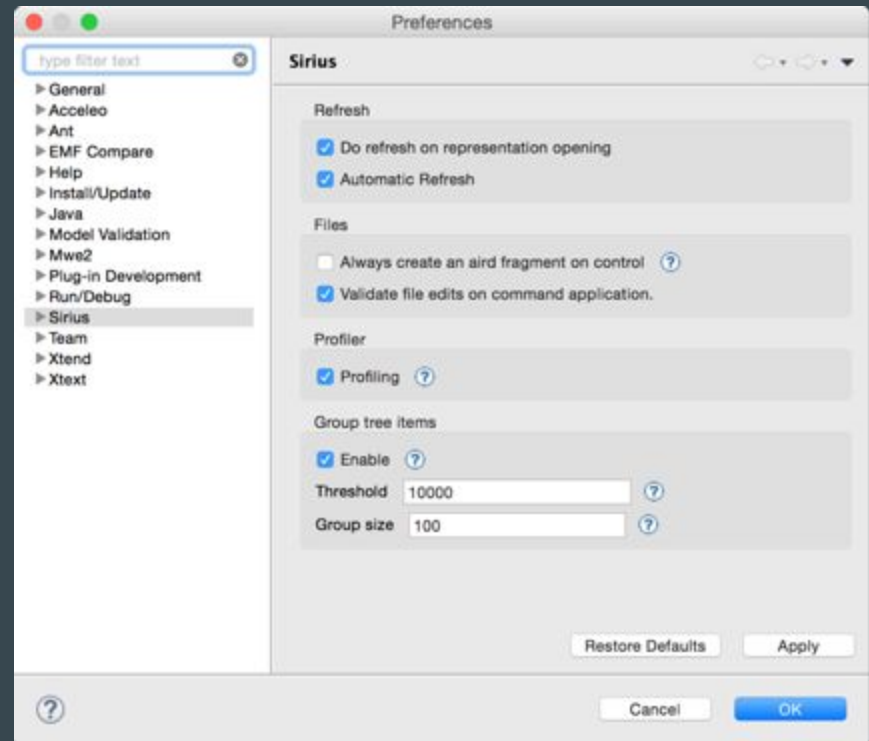 Preferences
type filter text
Sirius
General
Acceleo
Ant
EMF Compare
Help
Install/Update
Java
Model Validation
Mwe2
Plug-in Development
Run/Debug
Sirius
Team
Xtend
Xtext
Refresh
Do refresh on representation opening
Automatic Refresh
Files
Always create an aird fragment on control ?
Validate file edits on command application.
Profiler
Profiling ?
Group tree items
Enable ?
Threshold 10000 ?
Group size 100 ?
Restore Defaults Apply
? Cancel OK